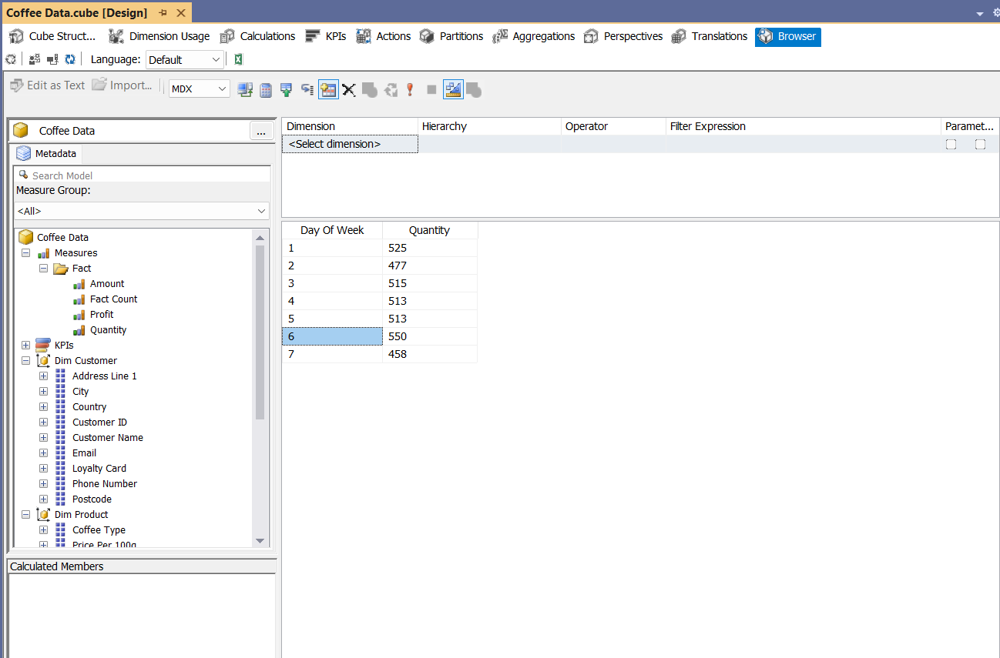 Coffee Data.cube [Design]
Cube Struct... Dimension Usage Calculations KPIs Actions Partitions Aggregations Perspectives Translations Browser
Language: Default
Edit as Text Import... MDX
Coffee Data ...
Metadata
Search Model
Measure Group:
<All>
Coffee Data
Measures
Fact
Amount
Fact Count
Profit
Quantity
KPIs
Dim Customer
Address Line 1
City
Country
Customer ID
Customer Name
Email
Loyalty Card
Phone Number
Postcode
Dim Product
Coffee Type
Price Per 100g
Calculated Members
Dimension Hierarchy Operator Filter Expression Paramet...
<Select dimension>
Day Of Week Quantity
1 525
2 477
3 515
4 513
5 513
6 550
7 458